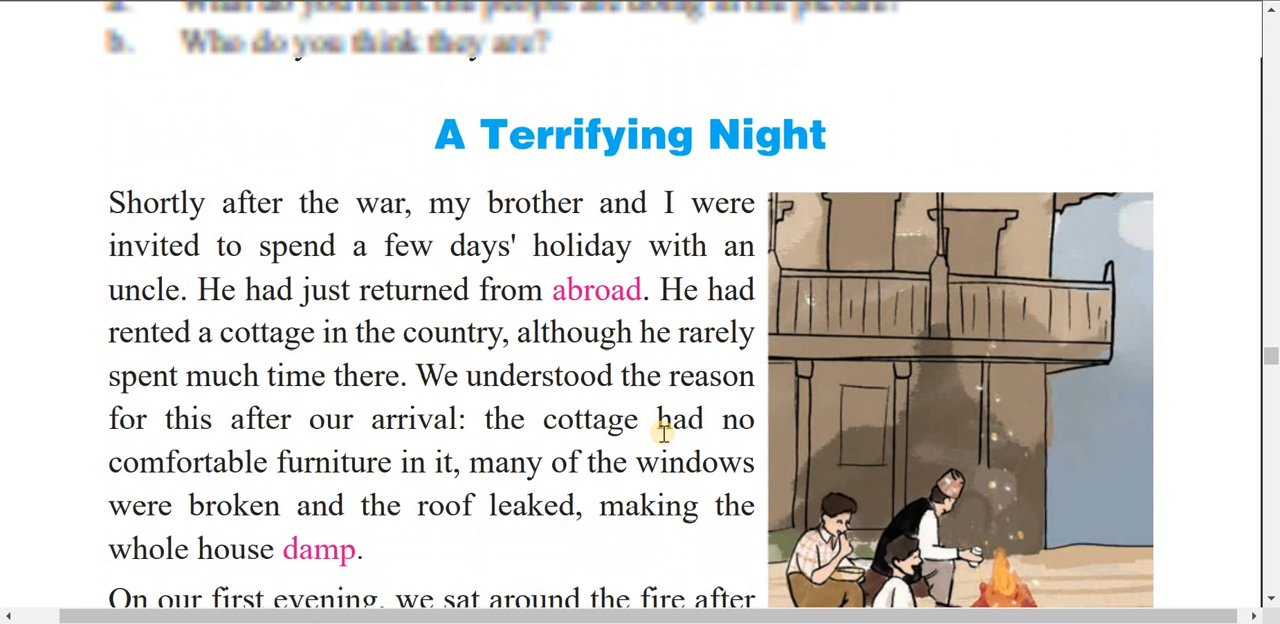 b. Who do you think they are?
A Terrifying Night
Shortly after the war, my brother and I were
invited to spend a few days' holiday with an
uncle. He had just returned from abroad. He had
rented a cottage in the country, although he rarely
spent much time there. We understood the reason
for this after our arrival: the cottage had no
comfortable furniture in it, many of the windows
were broken and the roof leaked, making the
whole house damp.
On our first evening, we sat around the fire after